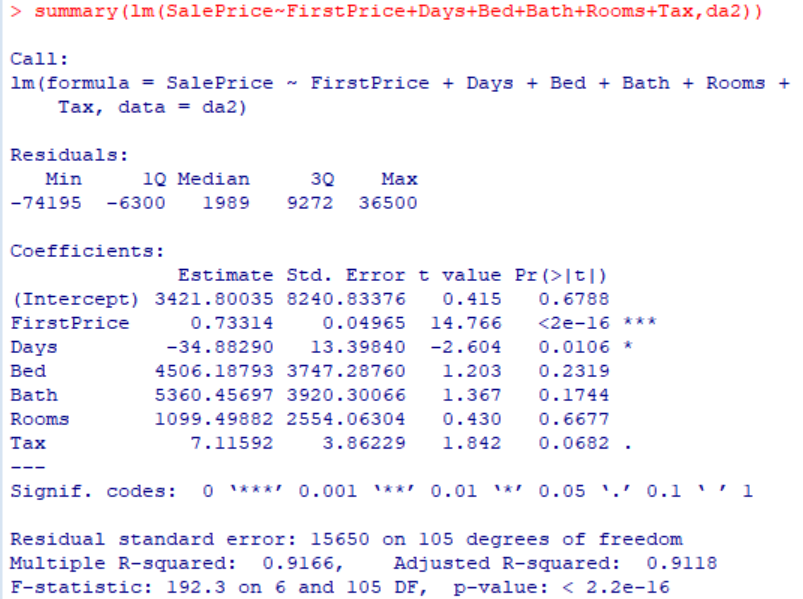 > summary(lm(SalePrice~FirstPrice+Days+Bed+Bath+Rooms+Tax,da2))
Call:
lm(formula = SalePrice ~ FirstPrice + Days + Bed + Bath + Rooms +
    Tax, data = da2)
Residuals:
   Min     1Q Median     3Q    Max
-74195  -6300   1989   9272  36500
Coefficients:
              Estimate Std. Error t value Pr(>|t|)
(Intercept) 3421.80035 8240.83376   0.415   0.6788
FirstPrice     0.73314    0.04965  14.766   <2e-16 ***
Days         -34.88290   13.39840  -2.604   0.0106 *
Bed         4506.18793 3747.28760   1.203   0.2319
Bath        5360.45697 3920.30066   1.367   0.1744
Rooms       1099.49882 2554.06304   0.430   0.6677
Tax            7.11592    3.86229   1.842   0.0682 .
---
Signif. codes:  0 ‘***’ 0.001 ‘**’ 0.01 ‘*’ 0.05 ‘.’ 0.1 ‘ ’ 1
Residual standard error: 15650 on 105 degrees of freedom
Multiple R-squared:  0.9166,    Adjusted R-squared:  0.9118
F-statistic: 192.3 on 6 and 105 DF,  p-value: < 2.2e-16